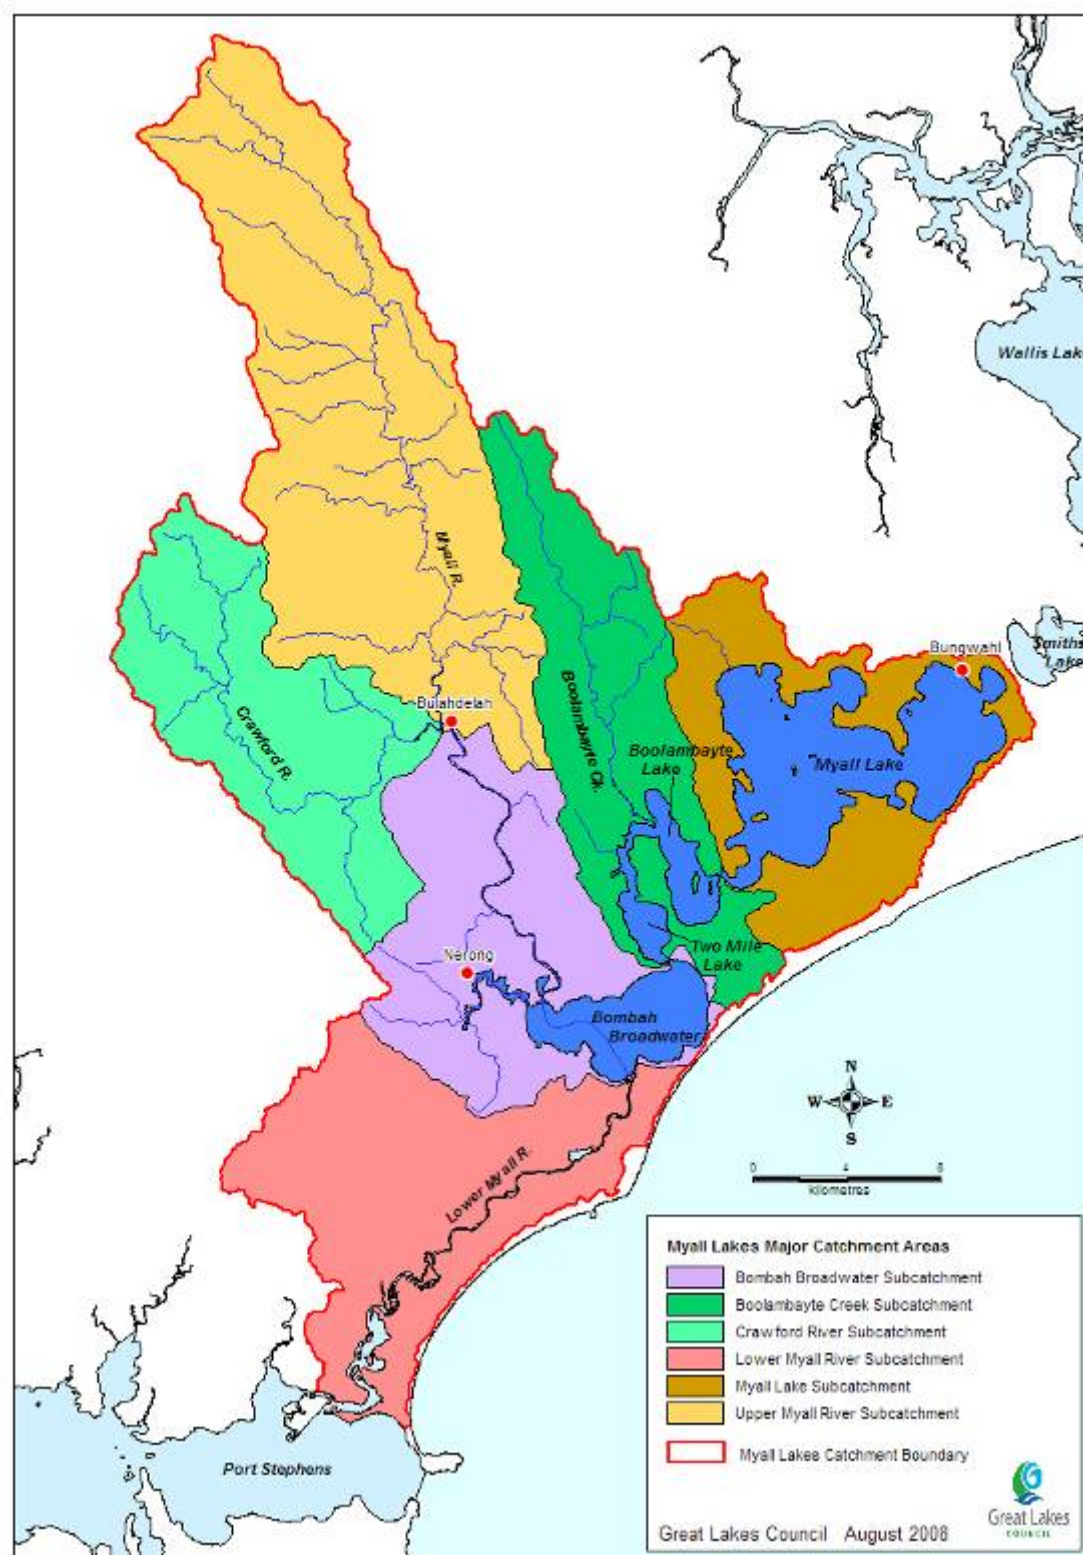 Wallis Lak
Myall R.
Smiths
Lake
Bungwahl
Bulahdelah
Crawford R.
Boolambayte Ck.
Boolambayte
Lake
Myall Lake
Two Mile
Lake
Nerong
Bombah
Broadwater
N
W E
S
0 4 8
kilometres
Lower Myall R.
Port Stephens
Myall Lakes Major Catchment Areas
Bombah Broadwater Subcatchment
Boolambayte Creek Subcatchment
Crawford River Subcatchment
Lower Myall River Subcatchment
Myall Lake Subcatchment
Upper Myall River Subcatchment
Myall Lakes Catchment Boundary
Great Lakes Council August 2008
Great Lakes
COUNCIL